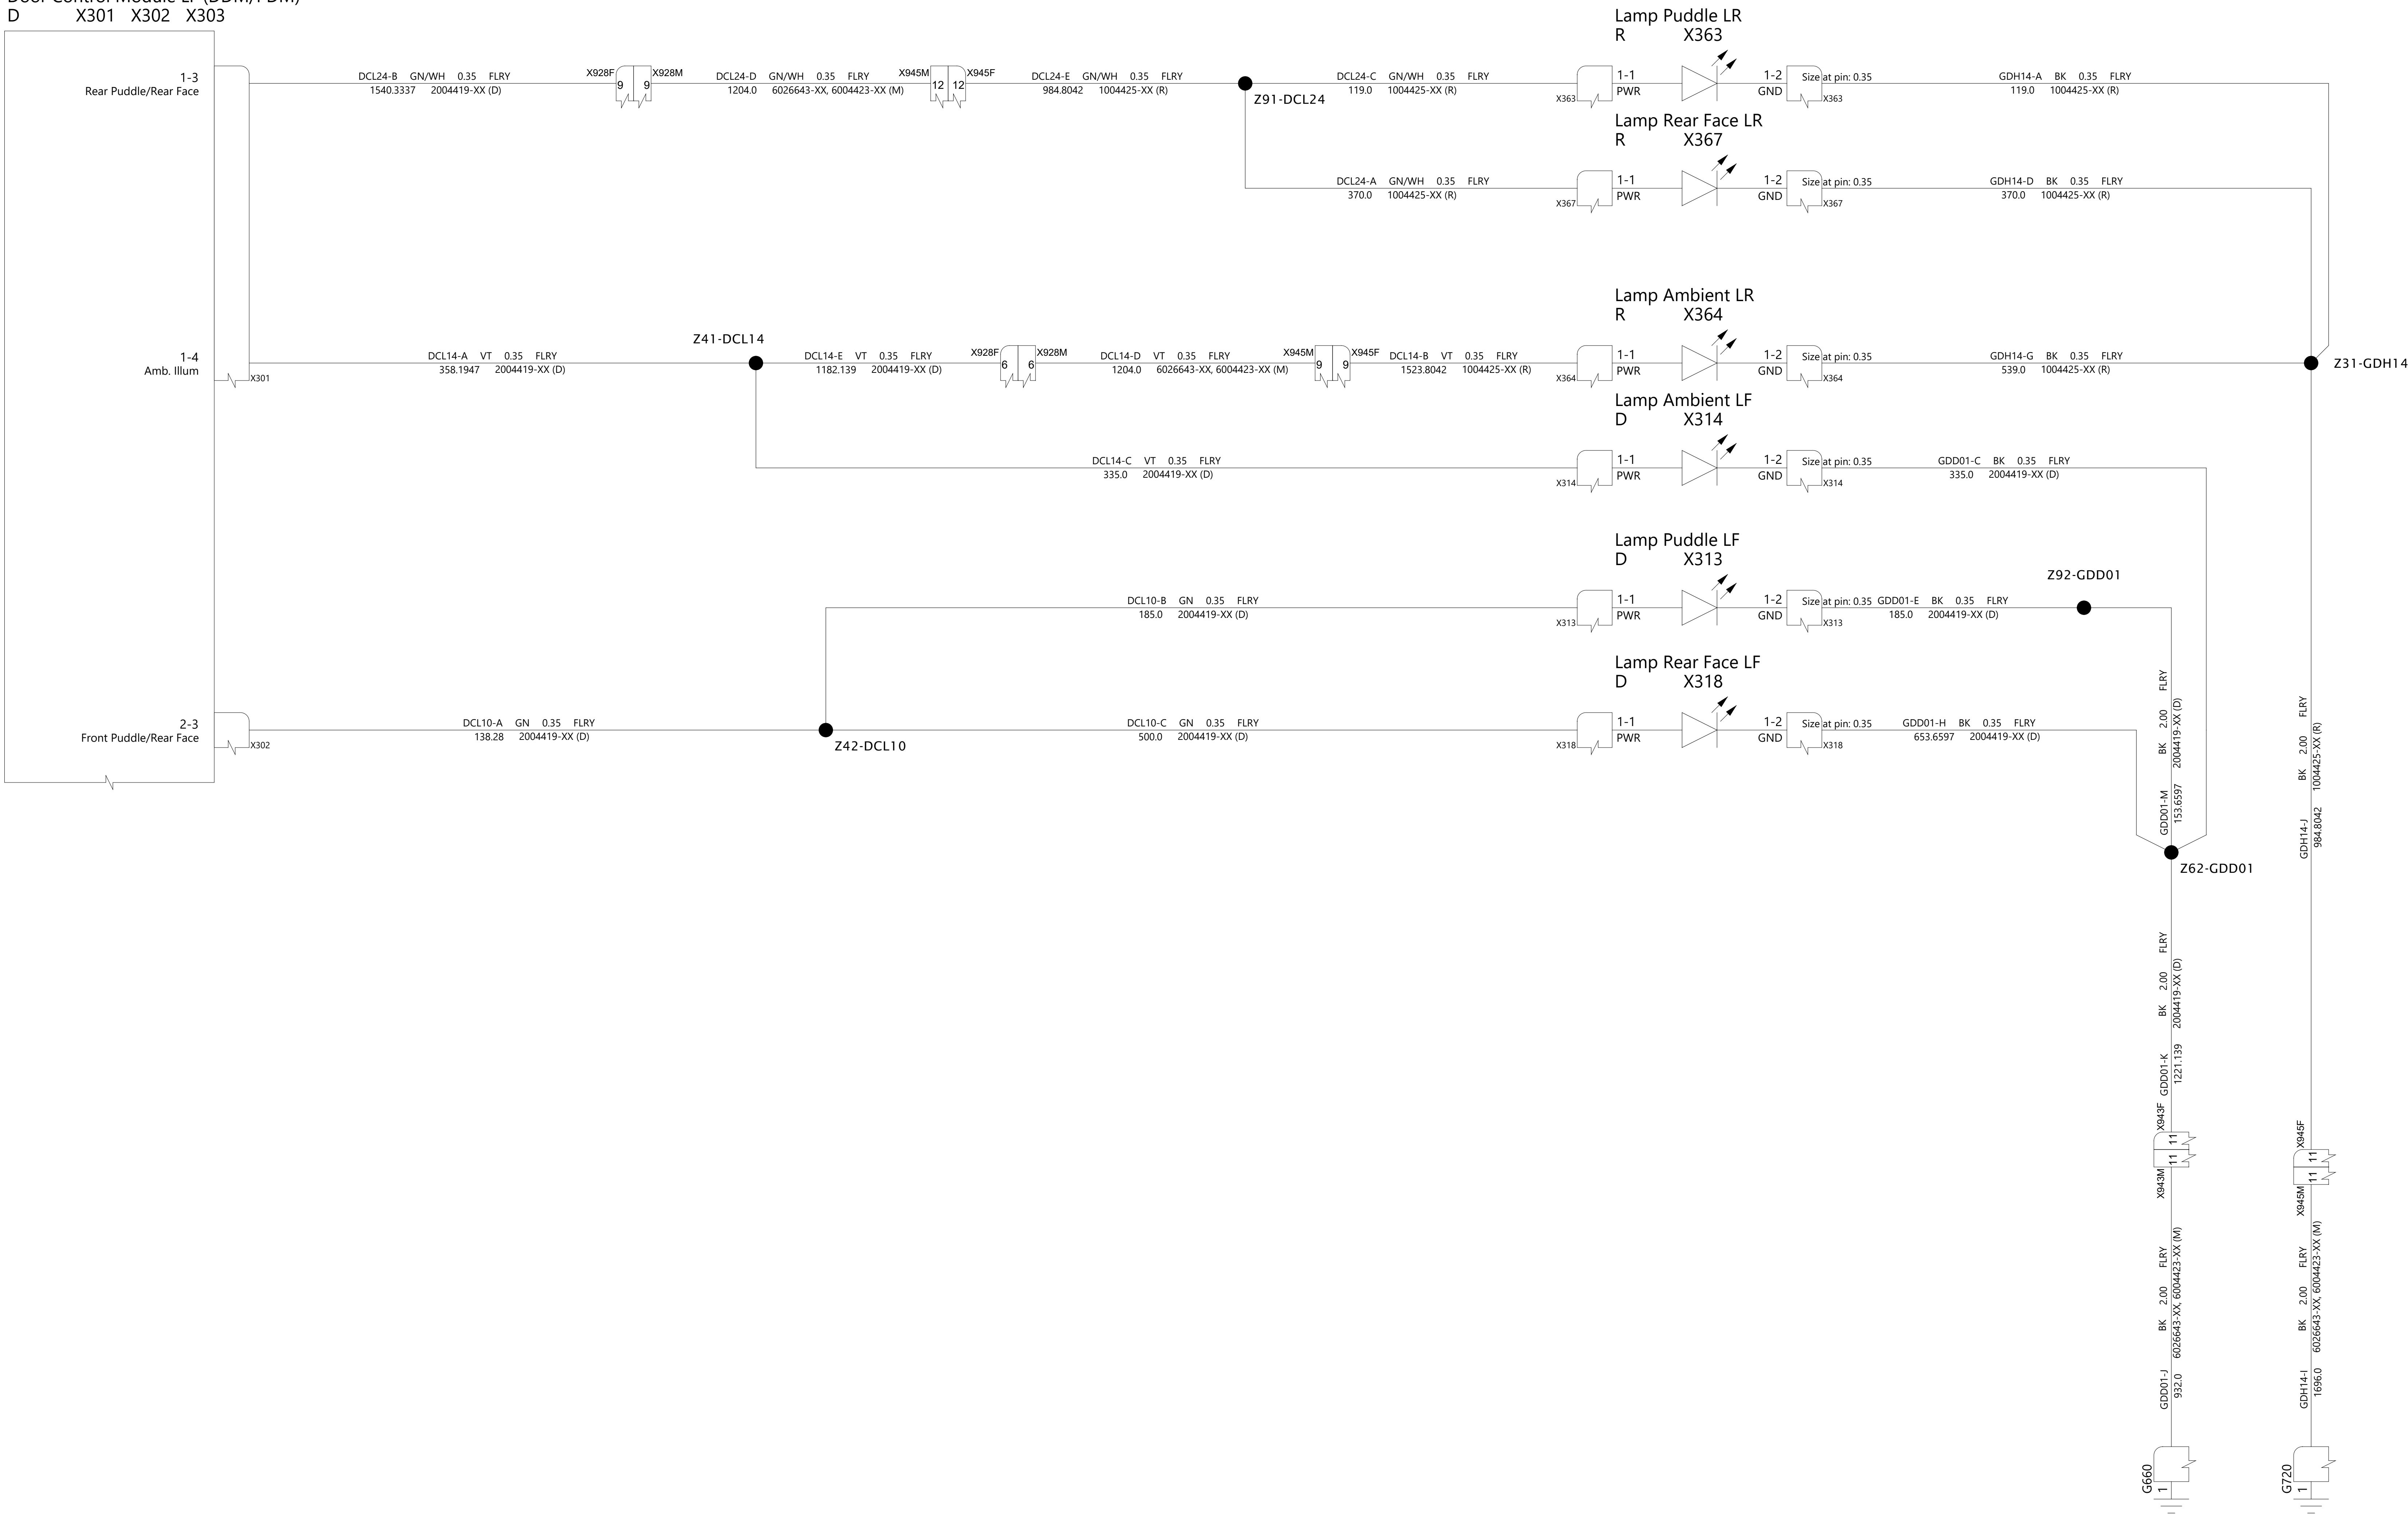 D X301 X302 X303
1-3
Rear Puddle/Rear Face
DCL24-B GN/WH 0.35 FLRY
1540.3337 2004419-XX (D)
X928F 9 9 X928M
DCL24-D GN/WH 0.35 FLRY
1204.0 6026643-XX, 6004423-XX (M)
X945M 12 12 X945F
DCL24-E GN/WH 0.35 FLRY
984.8042 1004425-XX (R)
Z91-DCL24
DCL24-C GN/WH 0.35 FLRY
119.0 1004425-XX (R)
Lamp Puddle LR
R X363
X363
1-1
PWR
1-2
GND
Size at pin: 0.35
X363
GDH14-A BK 0.35 FLRY
119.0 1004425-XX (R)
Lamp Rear Face LR
R X367
DCL24-A GN/WH 0.35 FLRY
370.0 1004425-XX (R)
X367
1-1
PWR
1-2
GND
Size at pin: 0.35
X367
GDH14-D BK 0.35 FLRY
370.0 1004425-XX (R)
1-4
Amb. Illum
X301
DCL14-A VT 0.35 FLRY
358.1947 2004419-XX (D)
Z41-DCL14
DCL14-E VT 0.35 FLRY
1182.139 2004419-XX (D)
X928F 6 6 X928M
DCL14-D VT 0.35 FLRY
1204.0 6026643-XX, 6004423-XX (M)
X945M 9 9 X945F
DCL14-B VT 0.35 FLRY
1523.8042 1004425-XX (R)
Lamp Ambient LR
R X364
X364
1-1
PWR
1-2
GND
Size at pin: 0.35
X364
GDH14-G BK 0.35 FLRY
539.0 1004425-XX (R)
Z31-GDH14
Lamp Ambient LF
D X314
DCL14-C VT 0.35 FLRY
335.0 2004419-XX (D)
X314
1-1
PWR
1-2
GND
Size at pin: 0.35
X314
GDD01-C BK 0.35 FLRY
335.0 2004419-XX (D)
Lamp Puddle LF
D X313
DCL10-B GN 0.35 FLRY
185.0 2004419-XX (D)
X313
1-1
PWR
1-2
GND
Size at pin: 0.35
X313
GDD01-E BK 0.35 FLRY
185.0 2004419-XX (D)
Z92-GDD01
Lamp Rear Face LF
D X318
2-3
Front Puddle/Rear Face
X302
DCL10-A GN 0.35 FLRY
138.28 2004419-XX (D)
Z42-DCL10
DCL10-C GN 0.35 FLRY
500.0 2004419-XX (D)
X318
1-1
PWR
1-2
GND
Size at pin: 0.35
X318
GDD01-H BK 0.35 FLRY
653.6597 2004419-XX (D)
GDD01-M BK 2.00 FLRY
153.6597 2004419-XX (D)
Z62-GDD01
GDH14-J BK 2.00 FLRY
984.8042 1004425-XX (R)
GDD01-K BK 2.00 FLRY
1221.139 2004419-XX (D)
X943F 11
X943M 11
X945F 11
X945M 11
GDD01-J BK 2.00 FLRY
932.0 6026643-XX, 6004423-XX (M)
GDH14-I BK 2.00 FLRY
1696.0 6026643-XX, 6004423-XX (M)
G660
1
G720
1